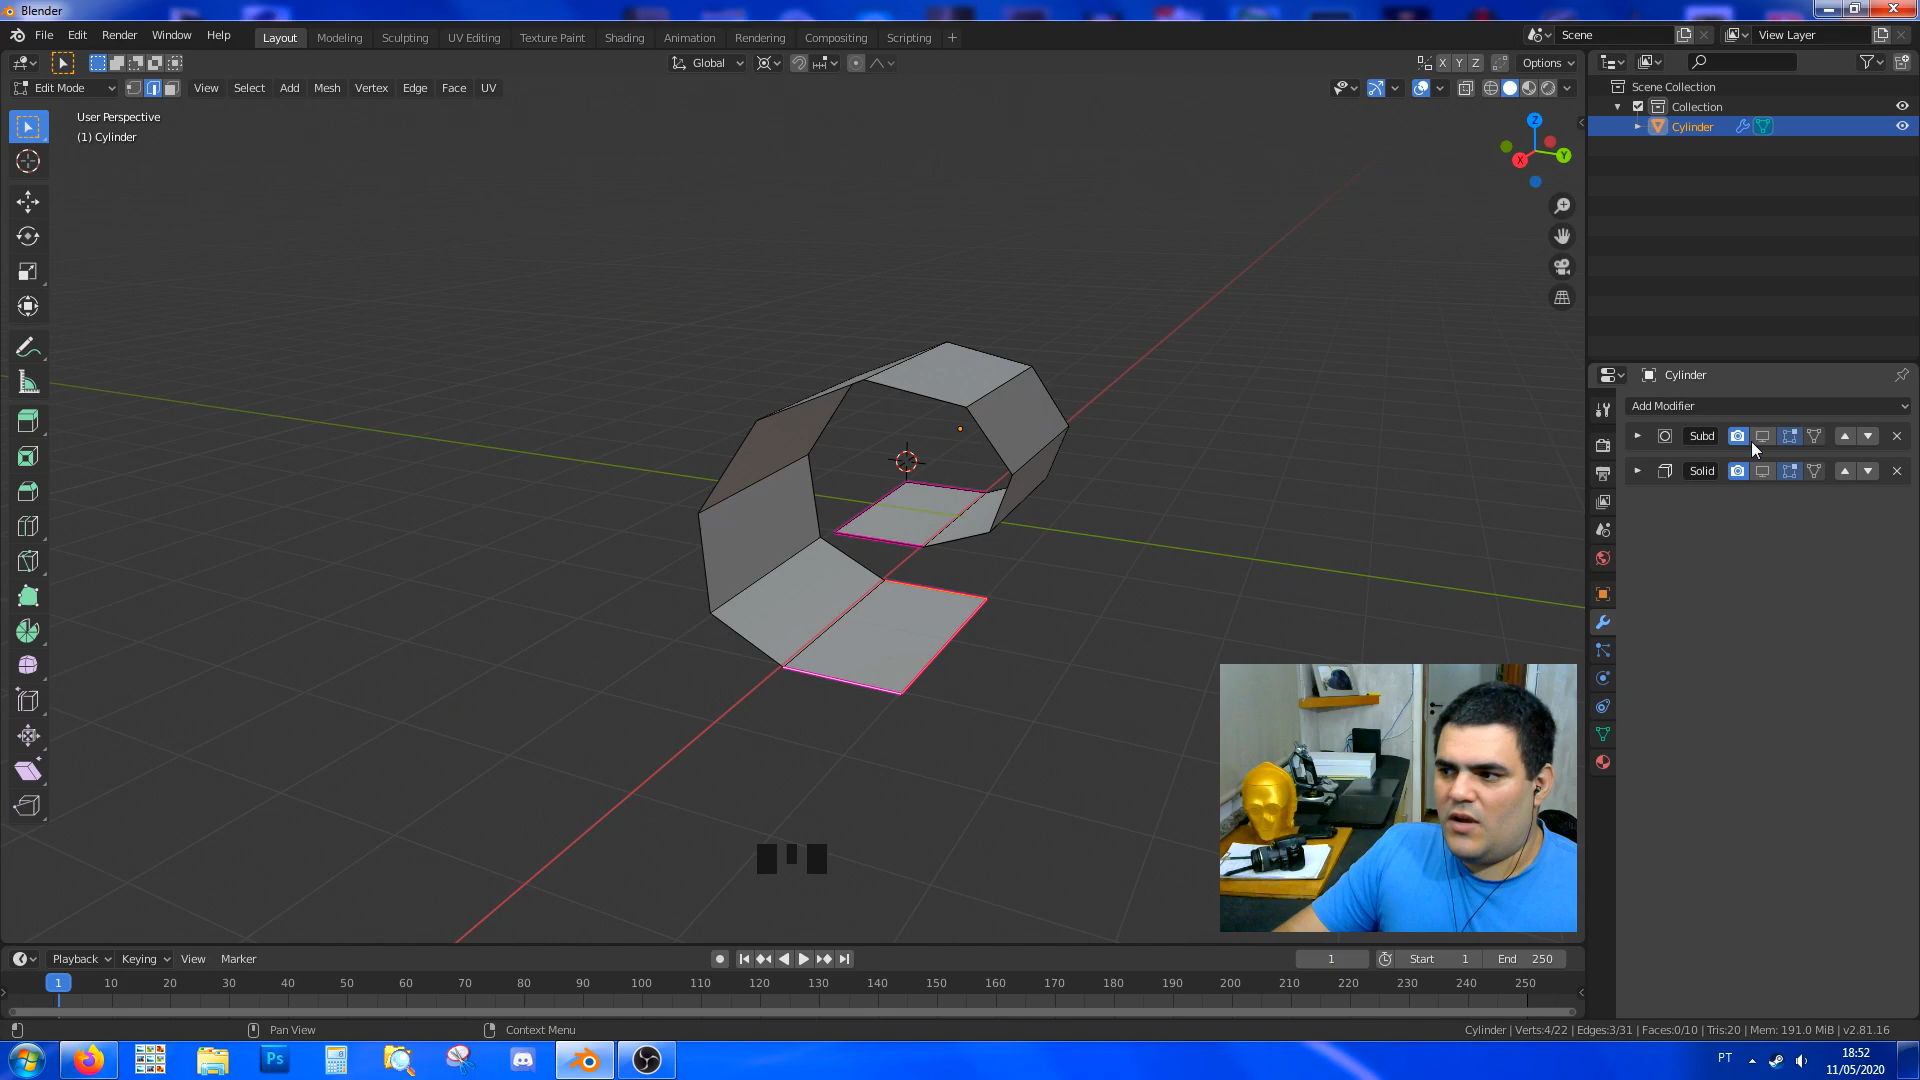 Blender
File Edit Render Window Help
Layout Modeling Sculpting UV Editing Texture Paint Shading Animation Rendering Compositing Scripting +
Scene
View Layer
Global
X Y Z
Options
Edit Mode
View Select Add Mesh Vertex Edge Face UV
User Perspective
(1) Cylinder
Z
X
Y
Scene Collection
Collection
Cylinder
Cylinder
Add Modifier
Subd
Solid
Playback Keying View Marker
1
Start 1
End 250
1 10 20 30 40 50 60 70 80 90 100 110 120 130 140 150 160 170 180 190 200 210 220 230 240 250
Pan View
Context Menu
Cylinder | Verts:4/22 | Edges:3/31 | Faces:0/10 | Tris:20 | Mem: 191.0 MiB | v2.81.16
Ps
PT
18:52
11/05/2020